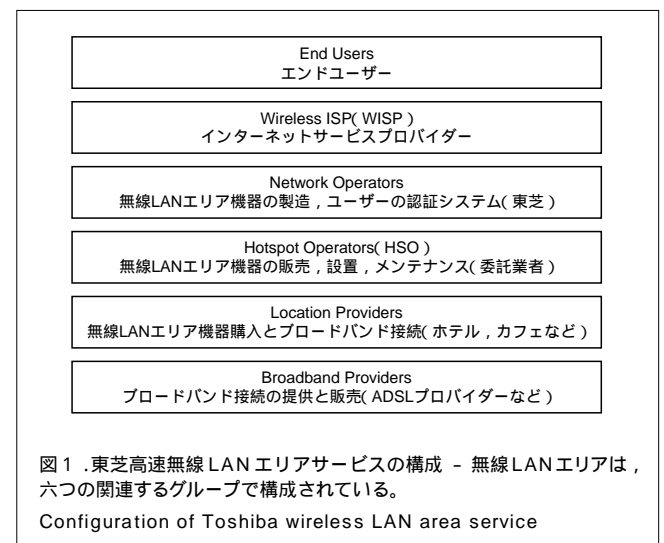 End Users
エンドユーザー
Wireless ISP( WISP )
インターネットサービスプロバイダー
Network Operators
無線LANエリア機器の製造，ユーザーの認証システム( 東芝 )
Hotspot Operators( HSO )
無線LANエリア機器の販売，設置，メンテナンス( 委託業者 )
Location Providers
無線LANエリア機器購入とブロードバンド接続( ホテル，カフェなど )
Broadband Providers
ブロードバンド接続の提供と販売( ADSLプロバイダーなど )
図1．東芝高速無線LANエリアサービスの構成 － 無線LANエリアは，
六つの関連するグループで構成されている。
Configuration of Toshiba wireless LAN area service